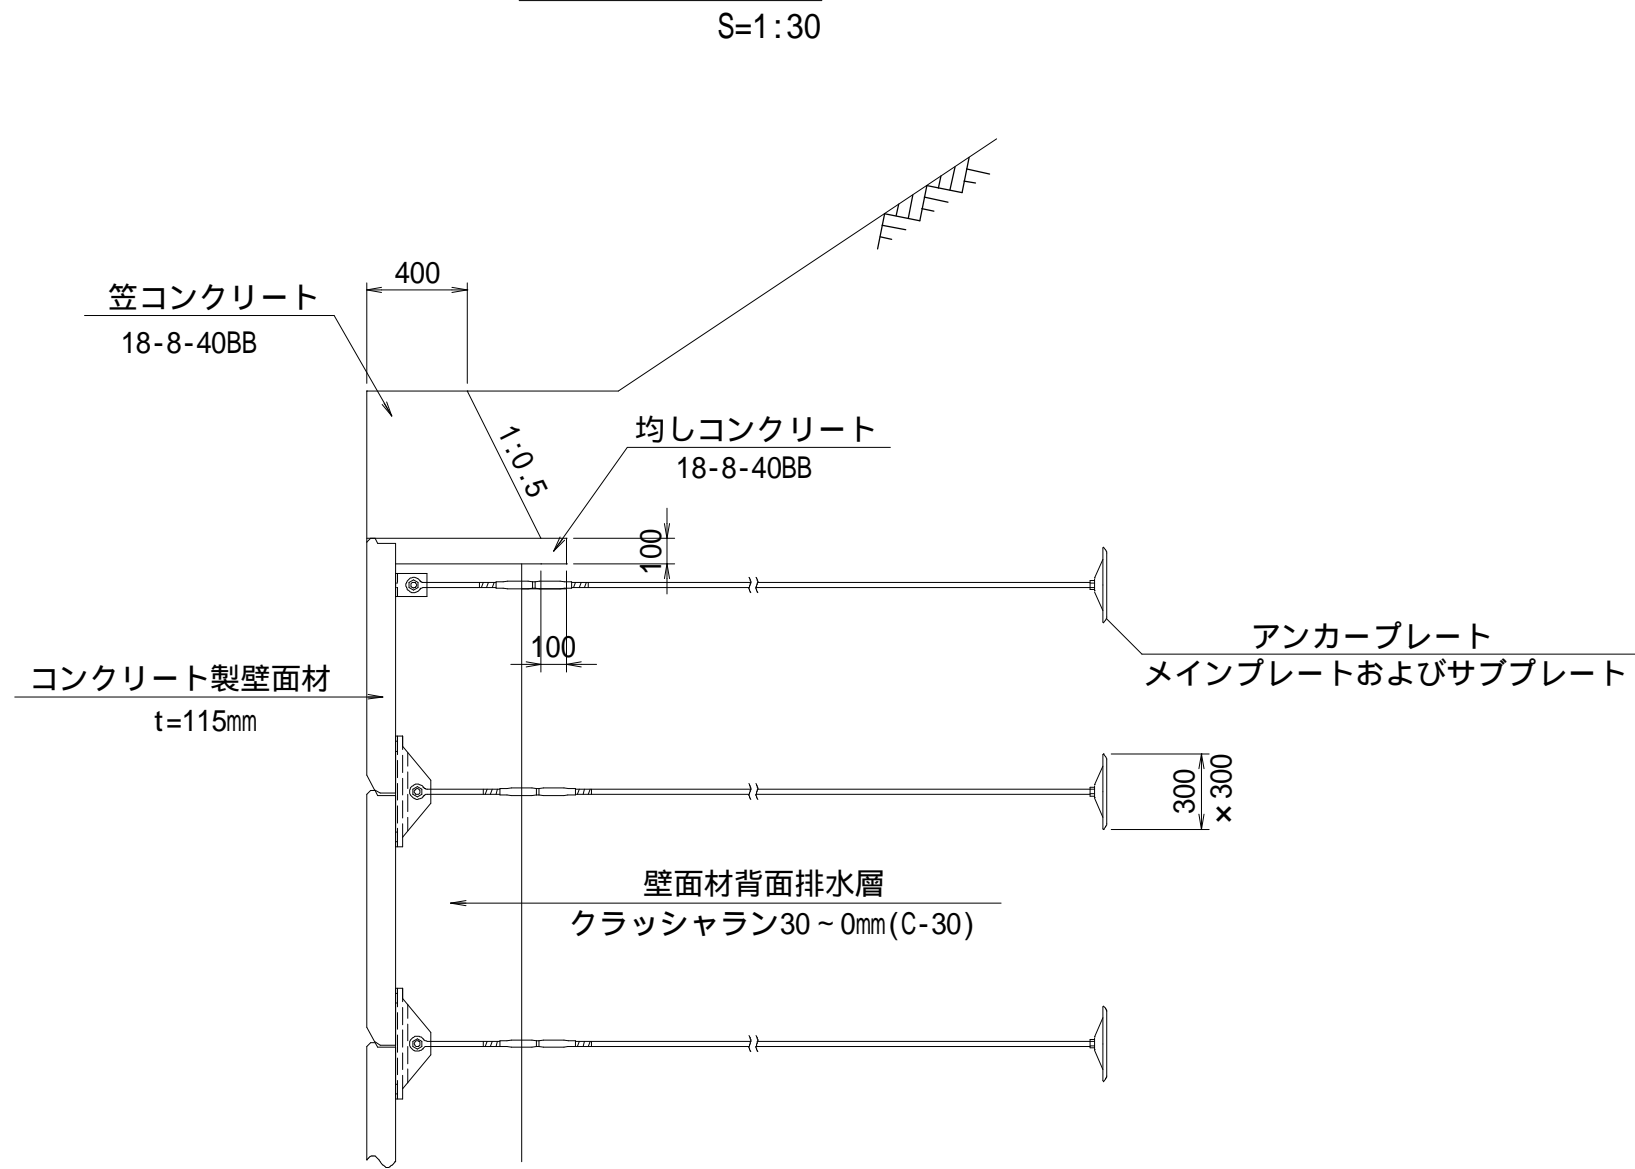 S=1:30
400
笠コンクリート
18-8-40BB
1:0.5
均しコンクリート
18-8-40BB
100
100
アンカープレート
メインプレートおよびサブプレート
コンクリート製壁面材
t=115mm
300
×300
壁面材背面排水層
クラッシャラン30～0mm(C-30)